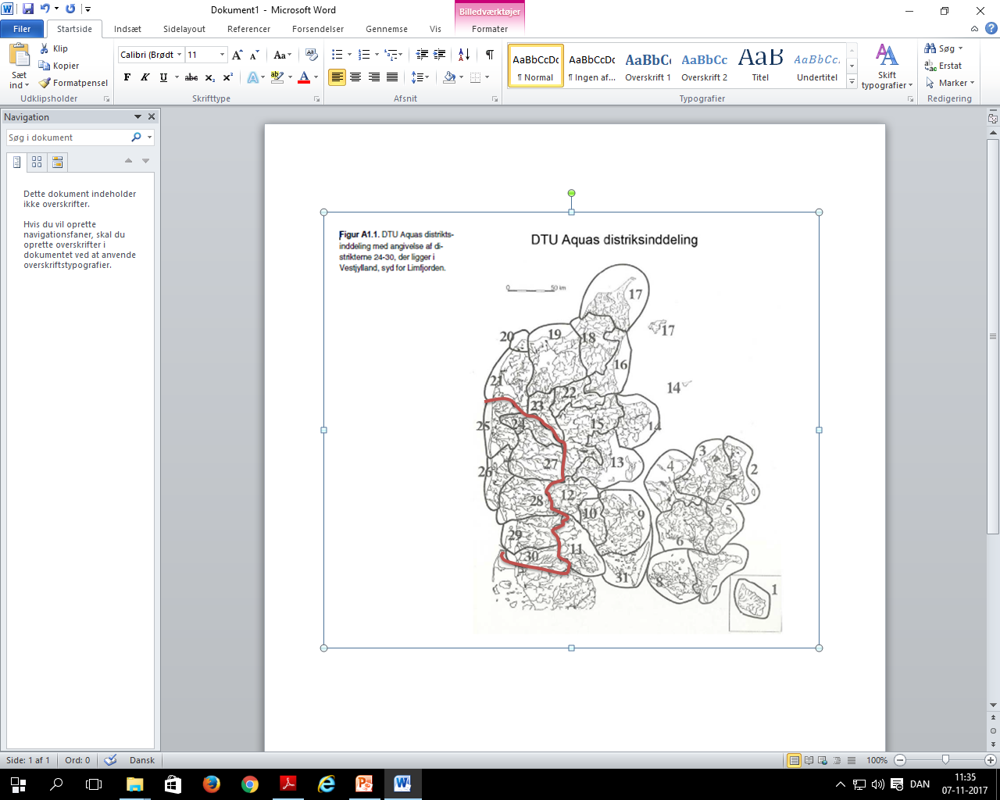 Dokument1 - Microsoft Word
Billedværktøjer
Filer
Startside
Indsæt
Sidelayout
Referencer
Forsendelser
Gennemse
Vis
Formater
Sæt ind
Klip
Kopier
Formatpensel
Udklipsholder
Calibri (Brødt
11
F K U abc x₂ x² A
Skrifttype
Afsnit
AaBbCcDc
¶ Normal
AaBbCcDc
¶ Ingen af...
AaBbCc
Overskrift 1
AaBbCc
Overskrift 2
AaB
Titel
AaBbCc.
Undertitel
Skift typografier
Typografier
Søg
Erstat
Marker
Redigering
Navigation
Søg i dokument
Dette dokument indeholder
ikke overskrifter.
Hvis du vil oprette
navigationsfaner, skal du
oprette overskrifter i
dokumentet ved at anvende
overskriftstypografier.
Figur A1.1. DTU Aquas distrikts-
inddeling med angivelse af di-
strikterne 24-30, der ligger i
Vestjylland, syd for Limfjorden.
DTU Aquas distriksinddeling
0 50 km
17
17
20
19
18
16
21
14
22
23
25
24
15
14
27
13
3
26
4
2
28
12
10
9
5
29
6
30
11
31
8
7
1
Side: 1 af 1
Ord: 0
Dansk
100%
DAN
11:35
07-11-2017